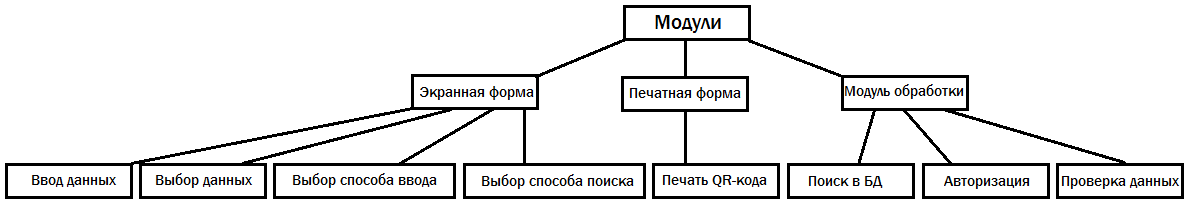 Модули
Экранная форма
Печатная форма
Модуль обработки
Ввод данных
Выбор данных
Выбор способа ввода
Выбор способа поиска
Печать QR-кода
Поиск в БД
Авторизация
Проверка данных